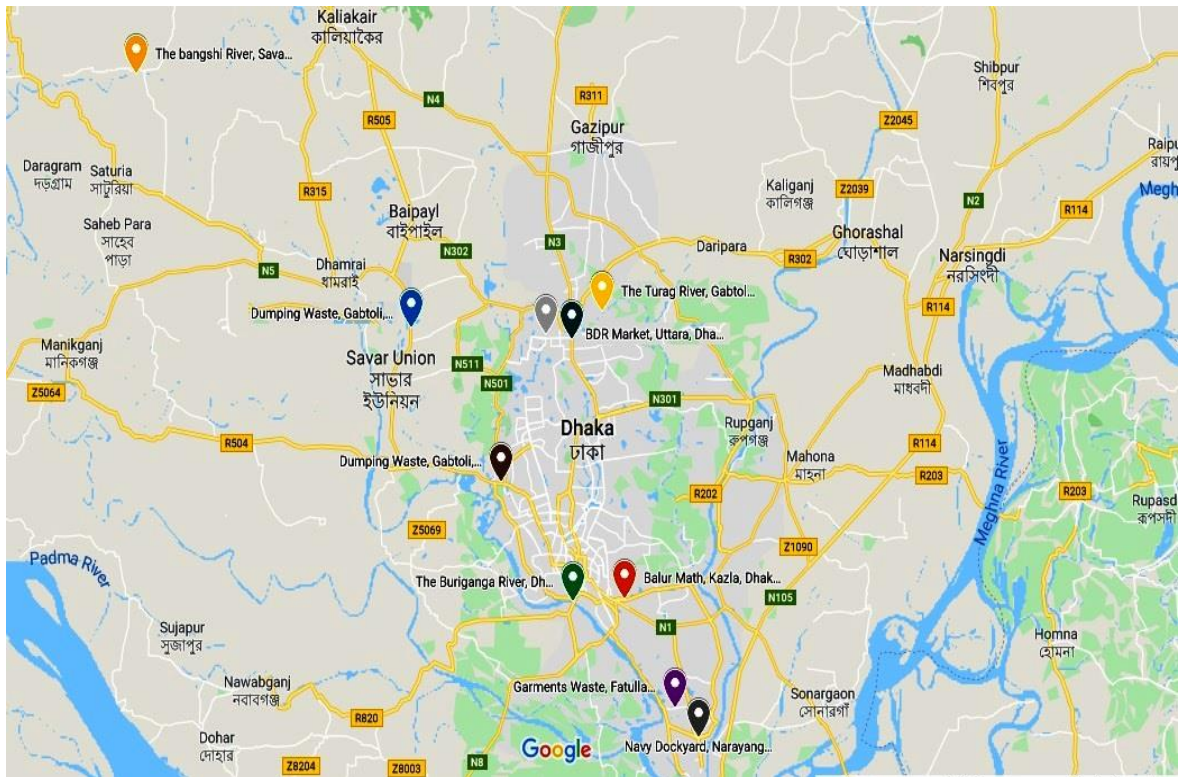 Kaliakair
কালিয়াকৈর
The bangshi River, Sava...
Shibpur
শিবপুর
N4
R311
R505
Z2045
Gazipur
গাজীপুর
Daragram
দড়গ্রাম
Saturia
সাটুরিয়া
R315
Kaliganj
কালিগঞ্জ
Z2039
N2
Baipayl
বাইপাইল
R114
Saheb Para
সাহেব
পাড়া
N302
N3
Daripara
Ghorashal
ঘোড়াশাল
R302
Narsingdi
নরসিংদী
N5
Dhamrai
ধামরাই
The Turag River, Gabtol...
Dumping Waste, Gabtoli,...
BDR Market, Uttara, Dha...
R114
Manikganj
মানিকগঞ্জ
Savar Union
সাভার
ইউনিয়ন
N511
N501
Z5064
N301
Madhabdi
মাধবদী
Dhaka
ঢাকা
Rupganj
রুপগঞ্জ
R504
R114
Dumping Waste, Gabtoli,...
Mahona
মাহনা
R203
R203
R202
Meghna River
Rupasd
রূপসদী
Z5069
Z1090
Padma River
The Buriganga River, Dh...
Balur Math, Kazla, Dhak...
N105
Sujapur
সুজাপুর
N1
Homna
হোমনা
Nawabganj
নবাবগঞ্জ
Garments Waste, Fatulla...
Sonargaon
সোনারগাঁ
R820
Dohar
দোহার
Google
Navy Dockyard, Narayang...
Z8204
Z8003
N8